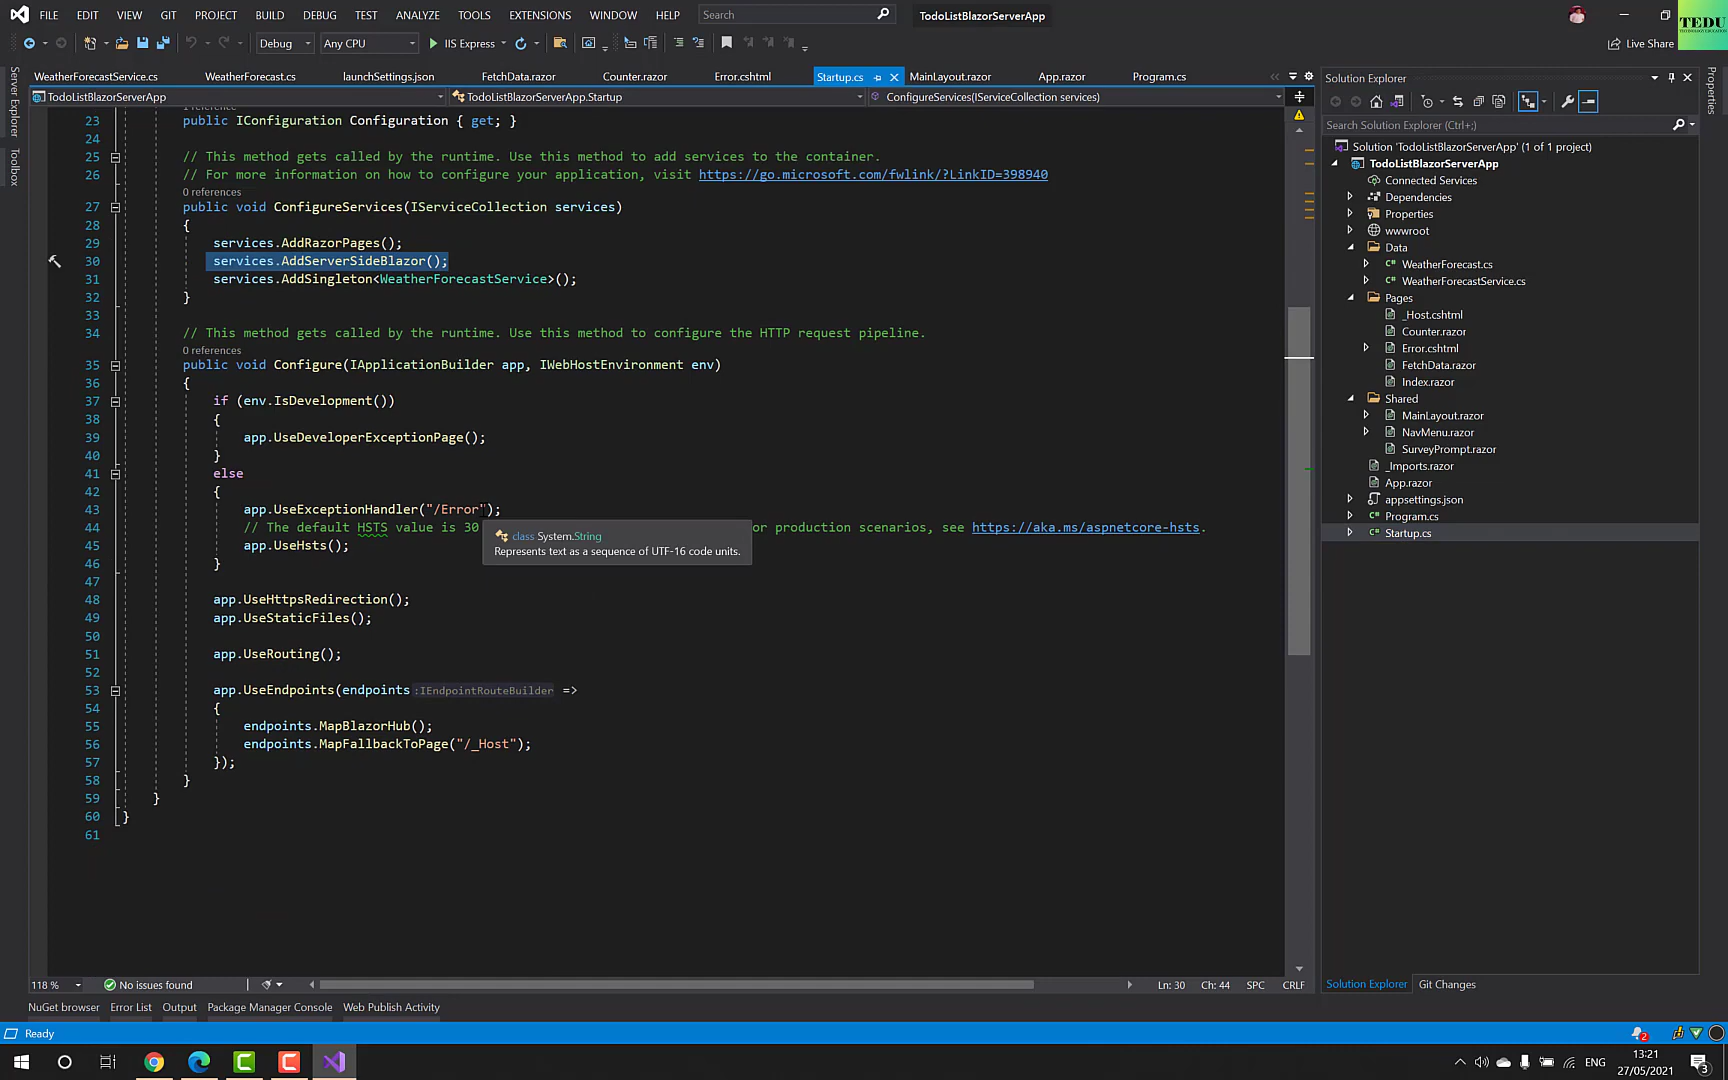 FILE EDIT VIEW GIT PROJECT BUILD DEBUG TEST ANALYZE TOOLS EXTENSIONS WINDOW HELP Search TodoListBlazorServerApp
TEDU
Debug Any CPU IIS Express Live Share
WeatherForecastService.cs WeatherForecast.cs launchSettings.json FetchData.razor Counter.razor Error.cshtml Startup.cs MainLayout.razor App.razor Program.cs
TodoListBlazorServerApp TodoListBlazorServerApp.Startup ConfigureServices(IServiceCollection services)
Server Explorer
Toolbox
23 public IConfiguration Configuration { get; }
24
25 // This method gets called by the runtime. Use this method to add services to the container.
26 // For more information on how to configure your application, visit https://go.microsoft.com/fwlink/?LinkID=398940
0 references
27 public void ConfigureServices(IServiceCollection services)
28 {
29 services.AddRazorPages();
30 services.AddServerSideBlazor();
31 services.AddSingleton<WeatherForecastService>();
32 }
33
34 // This method gets called by the runtime. Use this method to configure the HTTP request pipeline.
0 references
35 public void Configure(IApplicationBuilder app, IWebHostEnvironment env)
36 {
37 if (env.IsDevelopment())
38 {
39 app.UseDeveloperExceptionPage();
40 }
41 else
42 {
43 app.UseExceptionHandler("/Error");
44 // The default HSTS value is 30 or production scenarios, see https://aka.ms/aspnetcore-hsts.
class System.String
Represents text as a sequence of UTF-16 code units.
45 app.UseHsts();
46 }
47
48 app.UseHttpsRedirection();
49 app.UseStaticFiles();
50
51 app.UseRouting();
52
53 app.UseEndpoints(endpoints:IEndpointRouteBuilder =>
54 {
55 endpoints.MapBlazorHub();
56 endpoints.MapFallbackToPage("/_Host");
57 });
58 }
59 }
60 }
61
Solution Explorer
Search Solution Explorer (Ctrl+;)
Solution 'TodoListBlazorServerApp' (1 of 1 project)
TodoListBlazorServerApp
Connected Services
Dependencies
Properties
wwwroot
Data
C# WeatherForecast.cs
C# WeatherForecastService.cs
Pages
_Host.cshtml
Counter.razor
Error.cshtml
FetchData.razor
Index.razor
Shared
MainLayout.razor
NavMenu.razor
SurveyPrompt.razor
_Imports.razor
App.razor
appsettings.json
C# Program.cs
C# Startup.cs
Properties
118 % No issues found Ln: 30 Ch: 44 SPC CRLF
Solution Explorer Git Changes
NuGet browser Error List Output Package Manager Console Web Publish Activity
Ready 2
ENG 13:21
27/05/2021 3